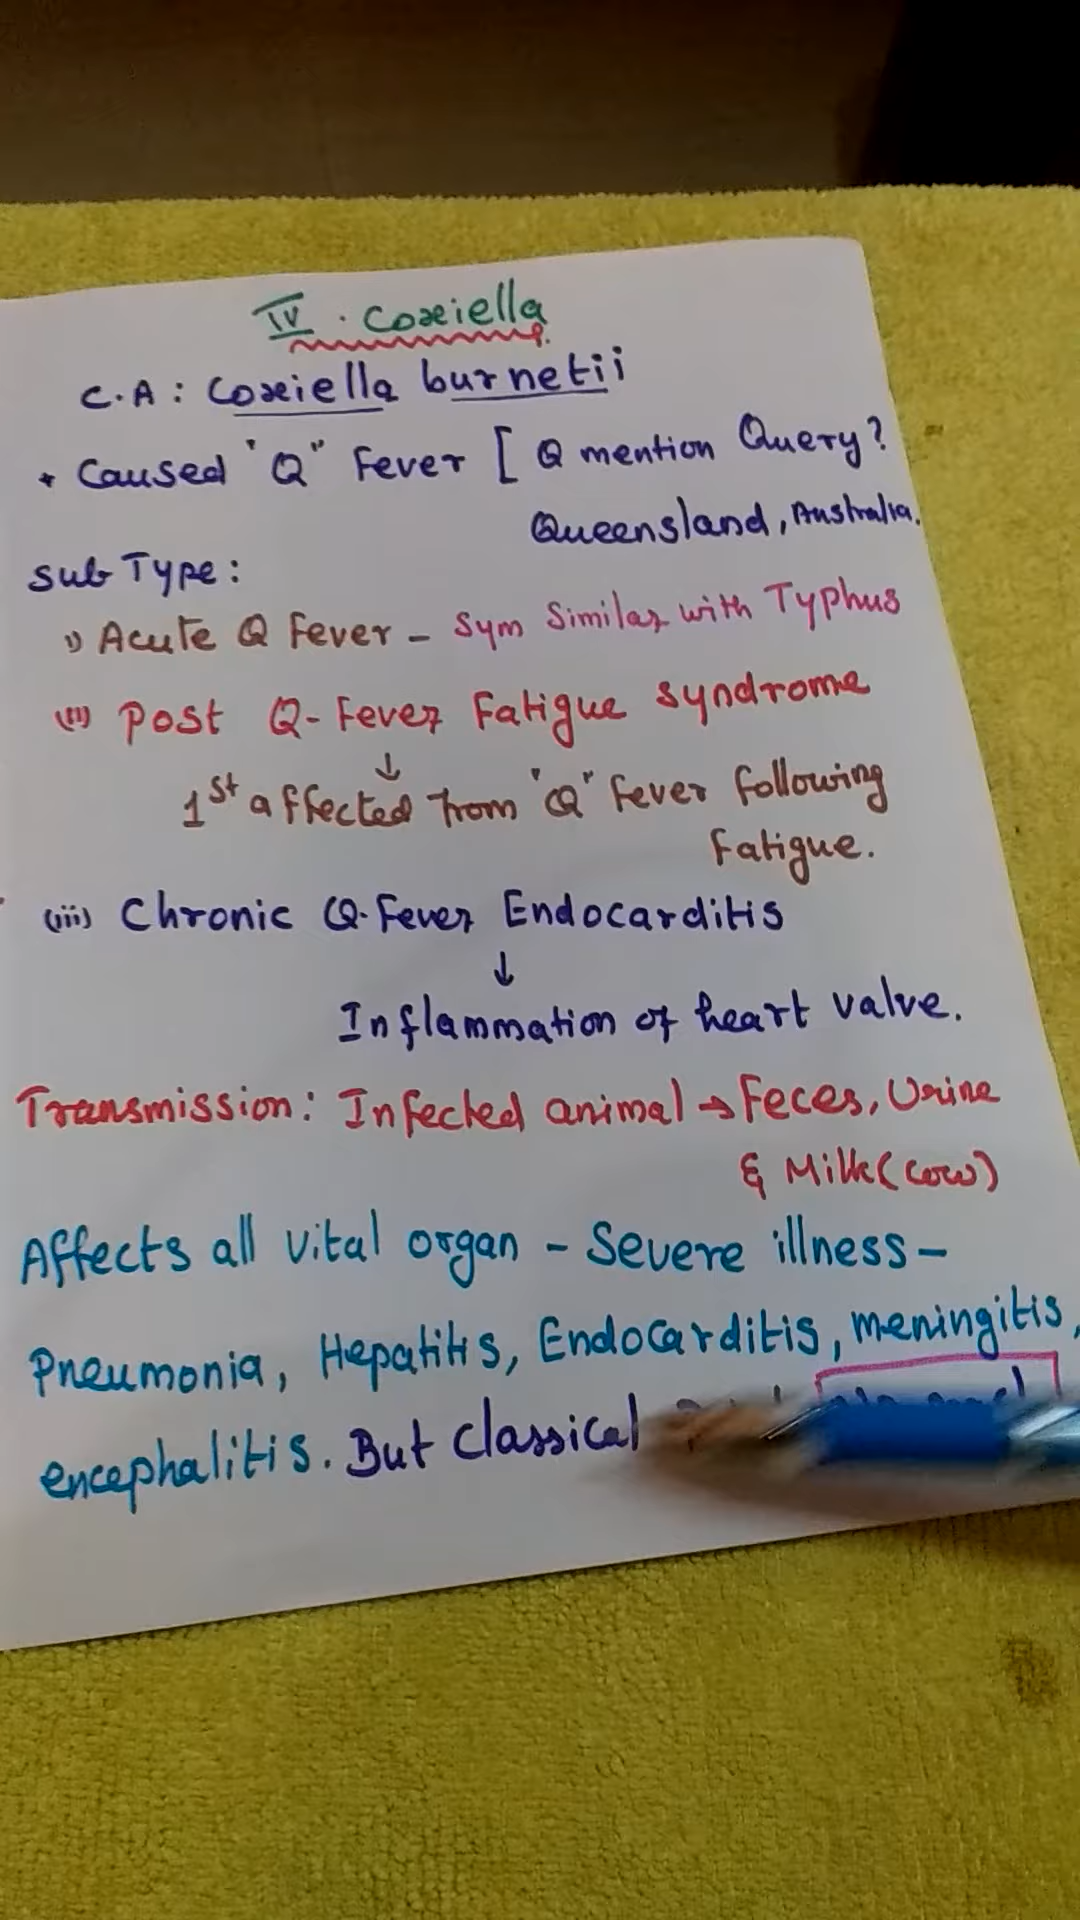 IV. Coxiella
C.A: Coxiella burnetii
* Caused "Q" Fever [ Q mention Query?
Queensland, Australia.
Sub Type:
i) Acute Q Fever - Sym Similar with Typhus
(ii) Post Q-Fever Fatigue syndrome
↓
1st affected from "Q" Fever following
Fatigue.
(iii) Chronic Q-Fever Endocarditis
↓
Inflammation of heart valve.
Transmission: Infected animal → Feces, Urine
& Milk (cow)
Affects all vital organ - Severe illness -
Pneumonia, Hepatitis, Endocarditis, meningitis,
encephalitis. But Classical